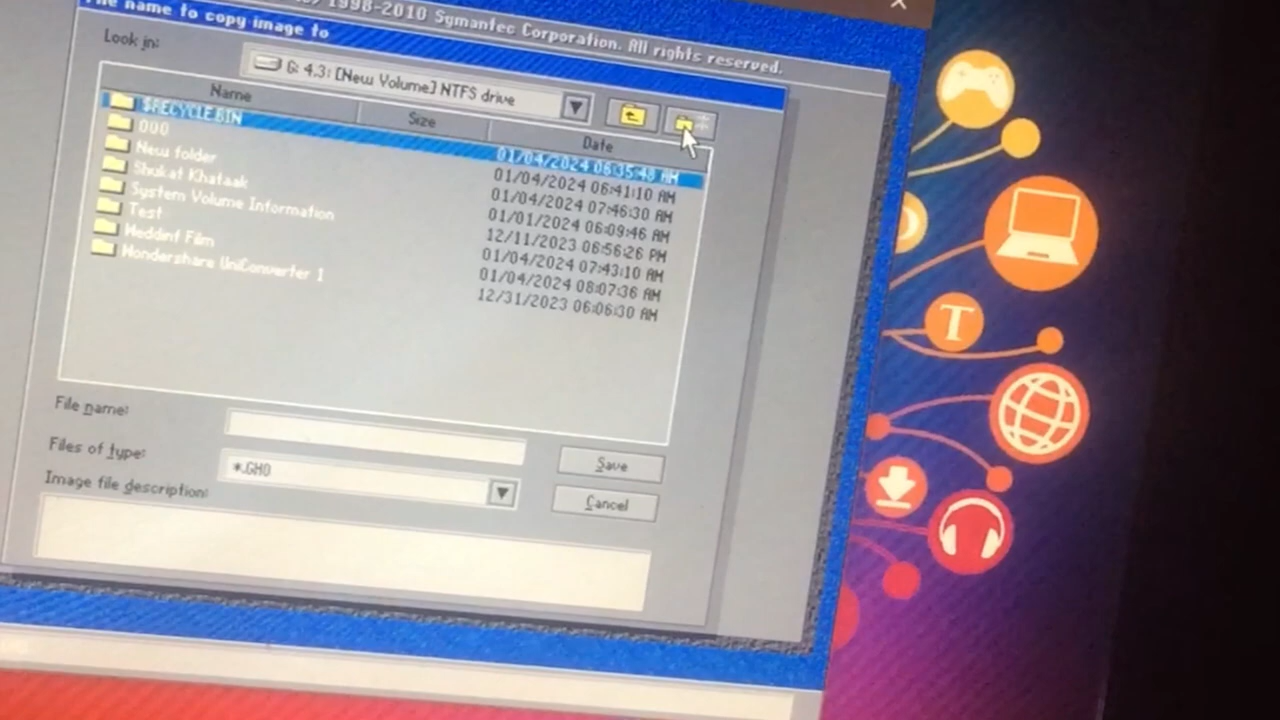 1998-2010 Symantec Corporation. All rights reserved.
name to copy image to
Look in:
G: 4.3: [New Volume] NTFS drive
Name Size Date
$RECYCLE.BIN 01/04/2024 06:35:48 AM
000 01/04/2024 06:41:10 AM
New folder 01/04/2024 07:46:30 AM
Shukat Khataak 01/01/2024 06:09:46 AM
System Volume Information 12/11/2023 06:56:26 PM
Test 01/04/2024 07:43:10 AM
Weddinf Film 01/04/2024 08:07:36 AM
Wondershare UniConverter 1 12/31/2023 06:06:30 AM
File name:
Files of type:
*.GHO
Image file description:
Save
Cancel
T